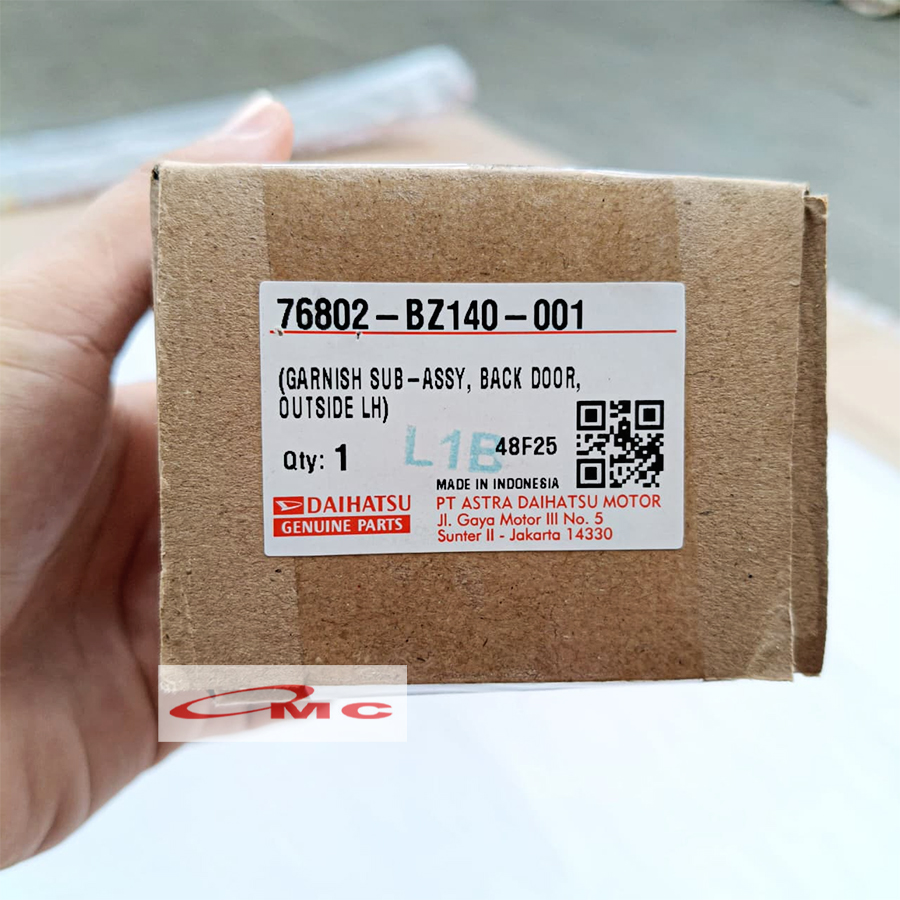 76802-BZ140-001
(GARNISH SUB-ASSY, BACK DOOR,
OUTSIDE LH)
Qty: 1
L1B
48F25
MADE IN INDONESIA
DAIHATSU
GENUINE PARTS
PT ASTRA DAIHATSU MOTOR
Jl. Gaya Motor III No. 5
Sunter II - Jakarta 14330
MC